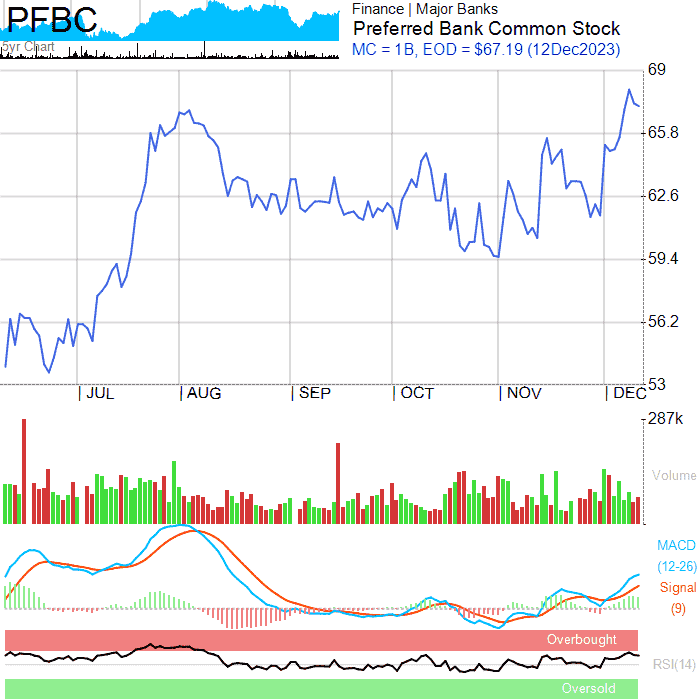 PFBC
5yr Chart
Finance | Major Banks
Preferred Bank Common Stock
MC = 1B, EOD = $67.19 (12Dec2023)
69
65.8
62.6
59.4
56.2
53
JUL AUG SEP OCT NOV DEC
287k
Volume
MACD
(12-26)
Signal
(9)
Overbought
RSI(14)
Oversold